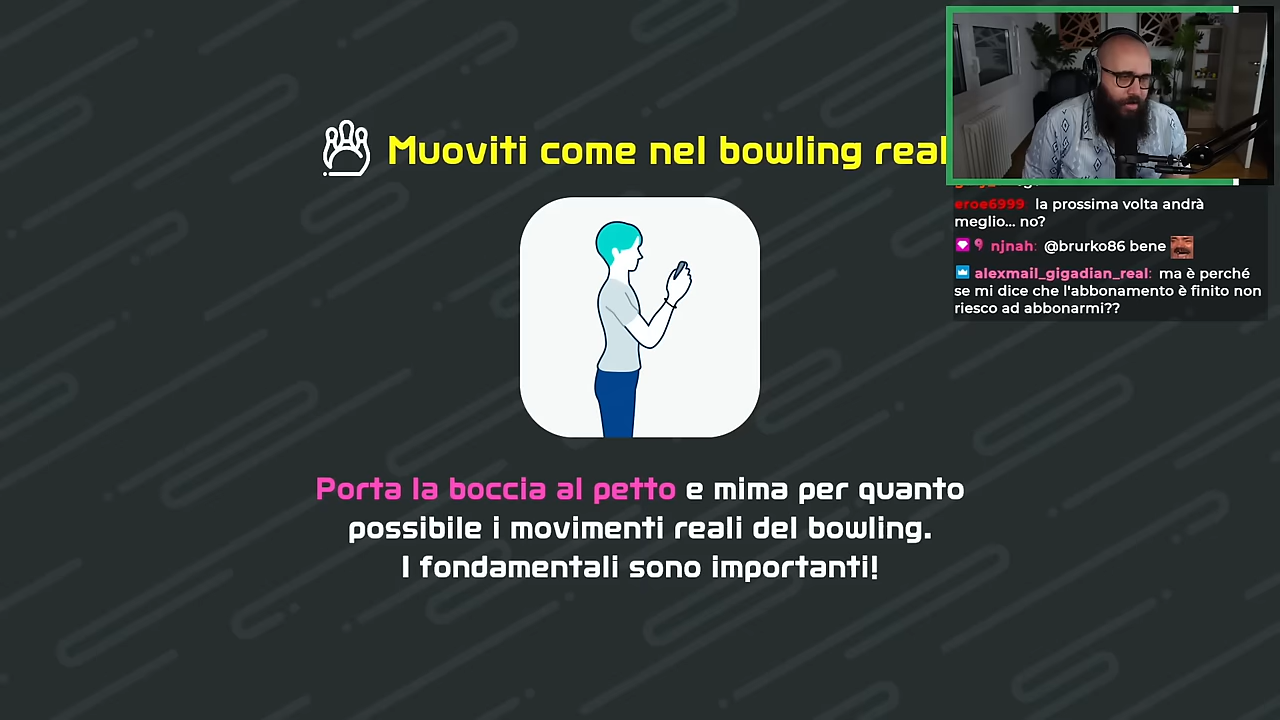 Muoviti come nel bowling real
Porta la boccia al petto e mima per quanto
possibile i movimenti reali del bowling.
I fondamentali sono importanti!
eroe6999: la prossima volta andrà
meglio... no?
njnah: @brurko86 bene
alexmail_gigadian_real: ma è perché
se mi dice che l'abbonamento è finito non
riesco ad abbonarmi??